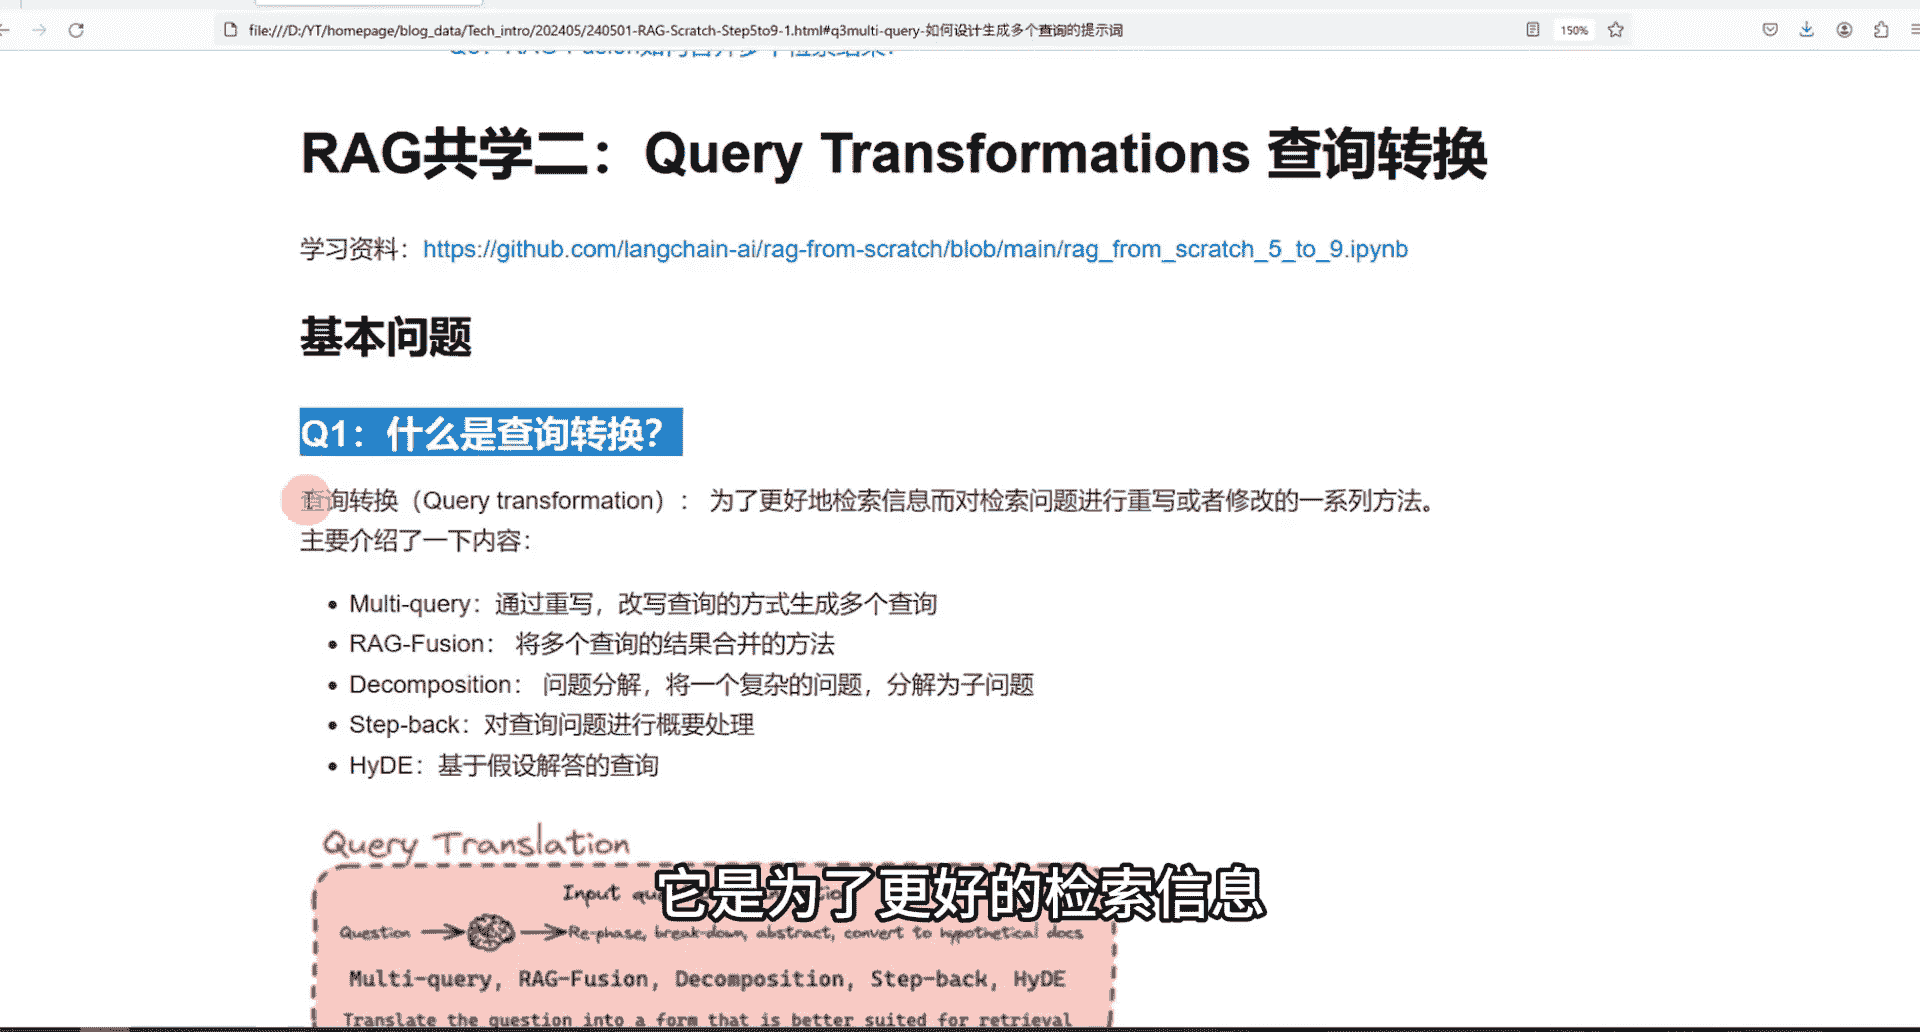 file:///D:/YT/homepage/blog_data/Tech_intro/202405/240501-RAG-Scratch-Step5to9-1.html#q3multi-query-如何设计生成多个查询的提示词
150%
RAG共学二：Query Transformations 查询转换
学习资料：https://github.com/langchain-ai/rag-from-scratch/blob/main/rag_from_scratch_5_to_9.ipynb
基本问题
Q1：什么是查询转换？
查询转换（Query transformation）： 为了更好地检索信息而对检索问题进行重写或者修改的一系列方法。
主要介绍了一下内容：
Multi-query：通过重写，改写查询的方式生成多个查询
RAG-Fusion： 将多个查询的结果合并的方法
Decomposition： 问题分解，将一个复杂的问题，分解为子问题
Step-back：对查询问题进行概要处理
HyDE：基于假设解答的查询
Query Translation
Input
它是为了更好的检索信息
Question
Re-phase, break-down, abstract, convert to hypothetical docs
Multi-query, RAG-Fusion, Decomposition, Step-back, HyDE
Translate the question into a form that is better suited for retrieval